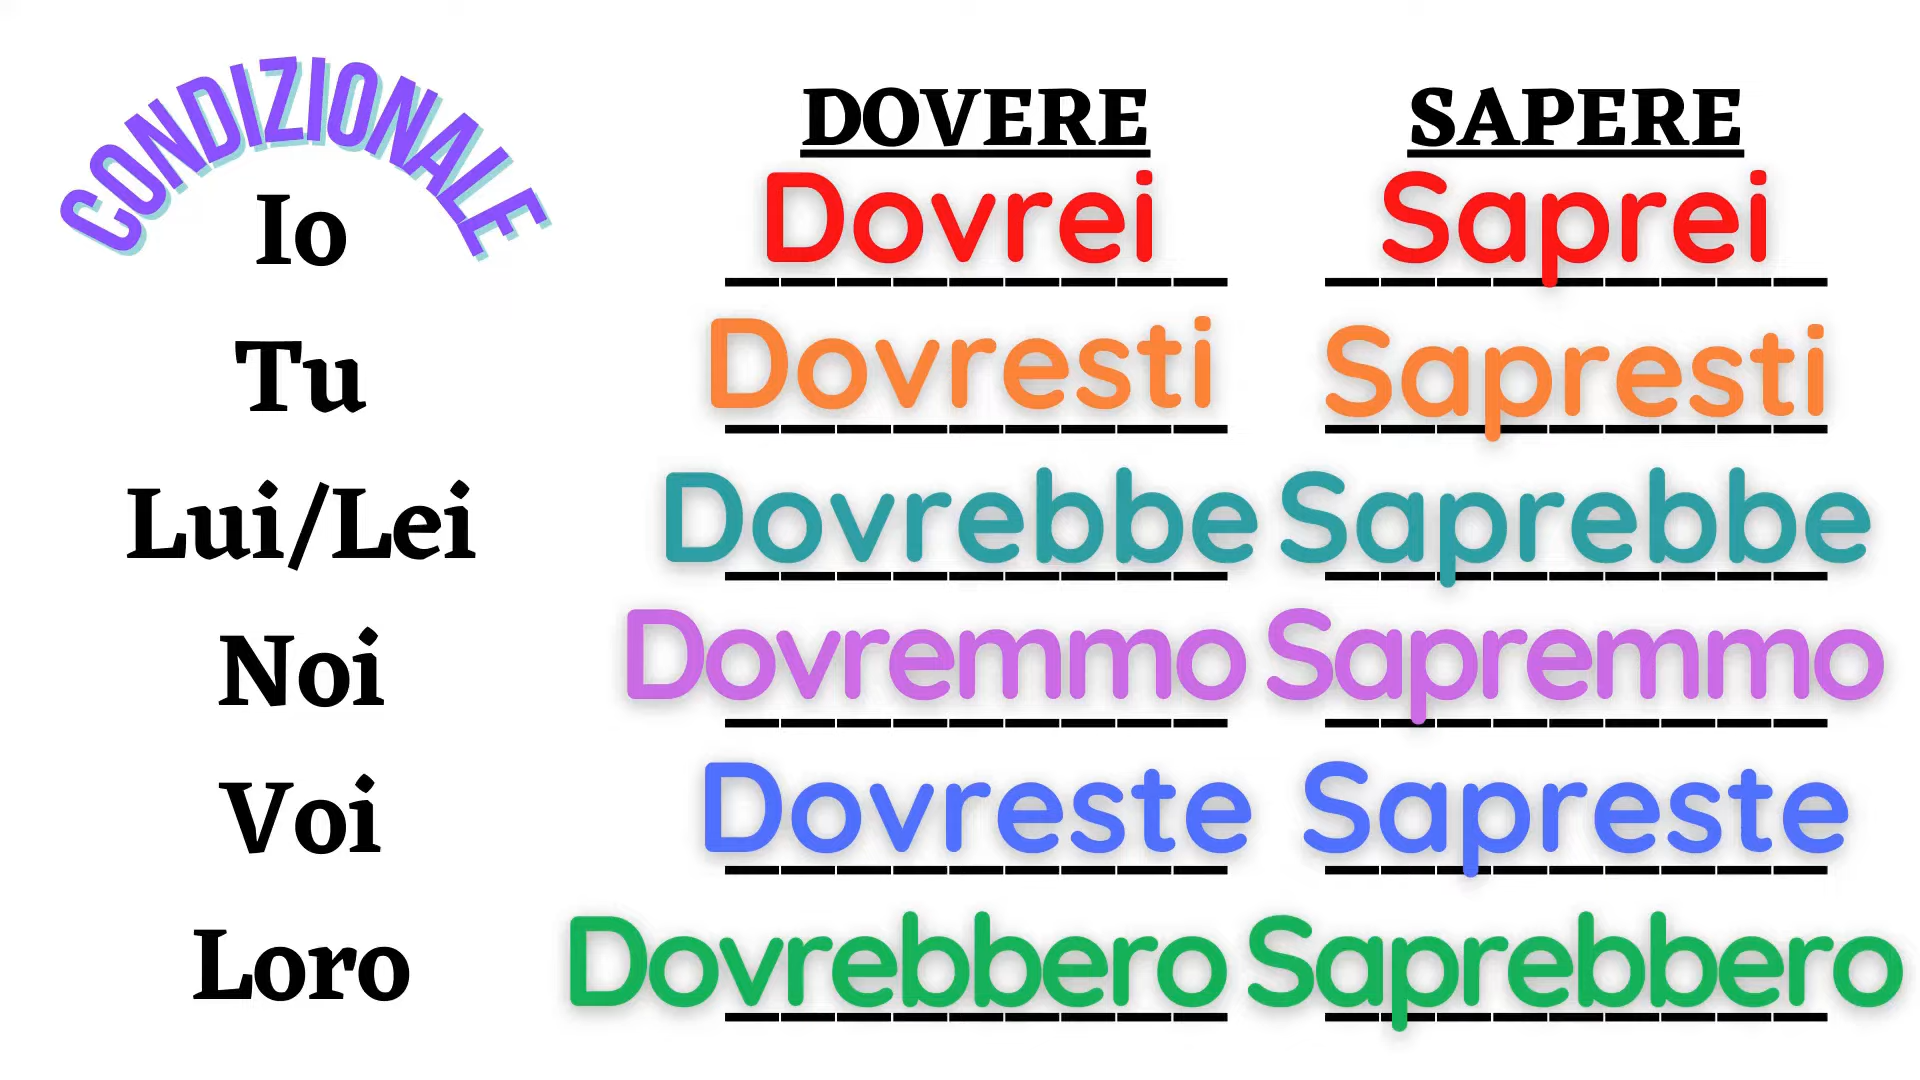 CONDIZIONALE
DOVERE SAPERE
Io Dovrei Saprei
Tu Dovresti Sapresti
Lui/Lei Dovrebbe Saprebbe
Noi Dovremmo Sapremmo
Voi Dovreste Sapreste
Loro Dovrebbero Saprebbero